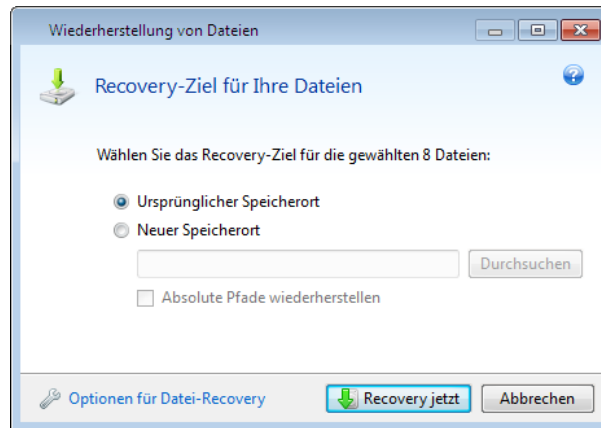 Wiederherstellung von Dateien
Recovery-Ziel für Ihre Dateien
Wählen Sie das Recovery-Ziel für die gewählten 8 Dateien:
Ursprünglicher Speicherort
Neuer Speicherort
Durchsuchen
Absolute Pfade wiederherstellen
Optionen für Datei-Recovery
Recovery jetzt
Abbrechen